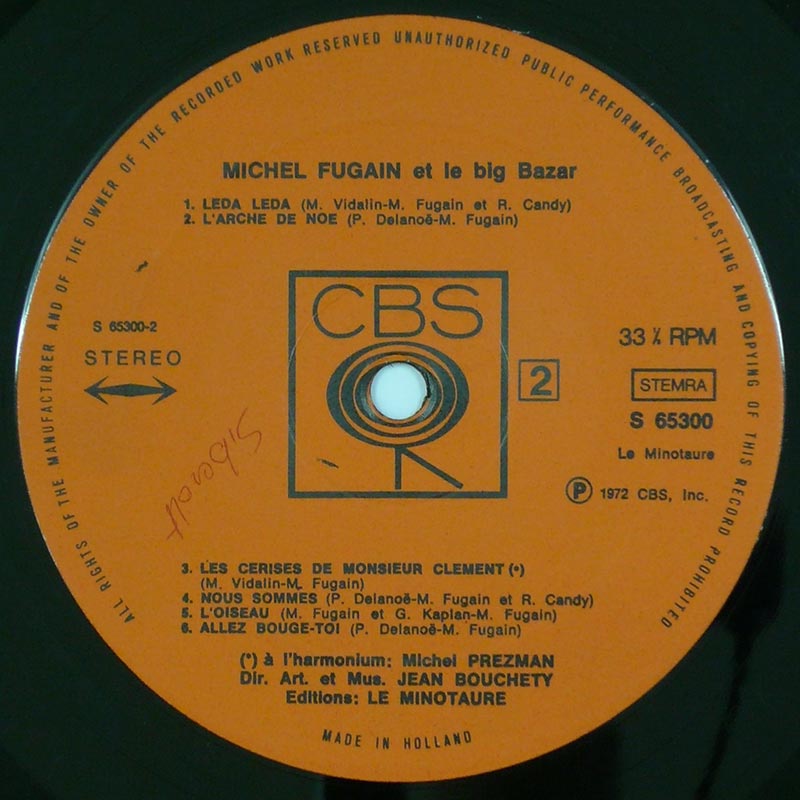 ALL RIGHTS OF THE MANUFACTURER AND OF THE OWNER OF THE RECORDED WORK RESERVED UNAUTHORIZED PUBLIC PERFORMANCE BROADCASTING AND COPYING OF THIS RECORD PROHIBITED
MICHEL FUGAIN et le big Bazar
1. LEDA LEDA (M. Vidalin-M. Fugain et R. Candy)
2. L'ARCHE DE NOE (P. Delanoë-M. Fugain)
CBS
S 65300-2
STEREO
33 ⅓ RPM
2
STEMRA
S 65300
Le Minotaure
Ⓟ 1972 CBS, Inc.
3. LES CERISES DE MONSIEUR CLEMENT (*)
(M. Vidalin-M. Fugain)
4. NOUS SOMMES (P. Delanoë-M. Fugain et R. Candy)
5. L'OISEAU (M. Fugain et G. Kaplan-M. Fugain)
6. ALLEZ BOUGE-TOI (P. Delanoë-M. Fugain)
(*) à l'harmonium: Michel PREZMAN
Dir. Art. et Mus. JEAN BOUCHETY
Editions: LE MINOTAURE
MADE IN HOLLAND